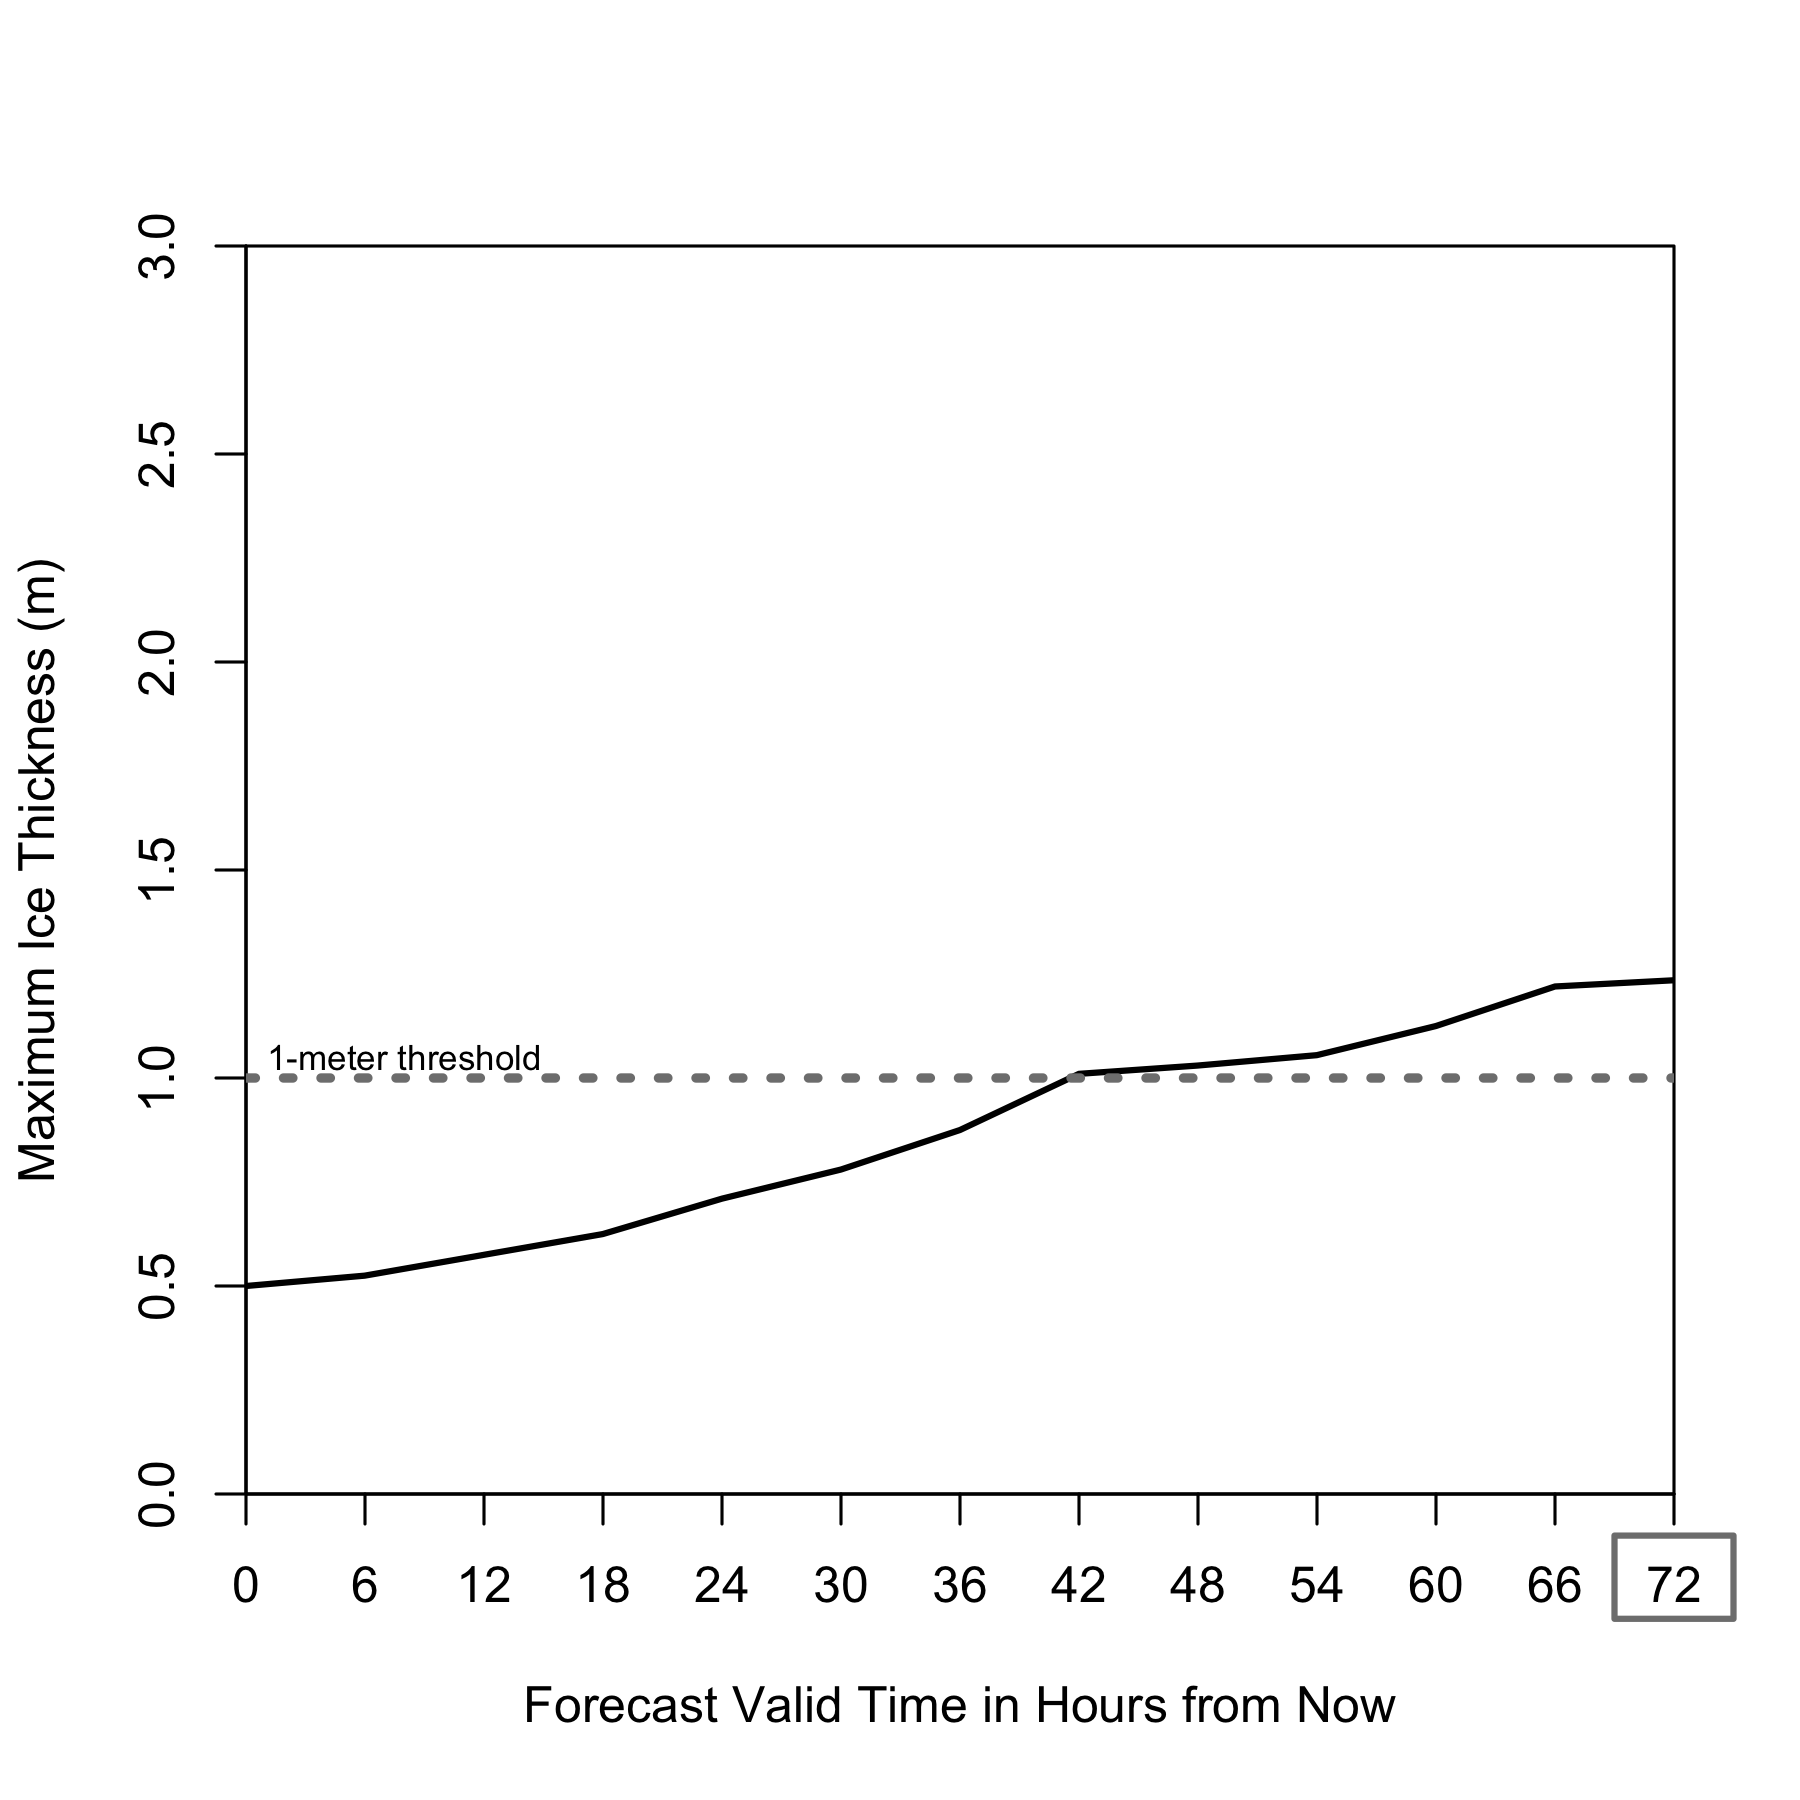 Maximum Ice Thickness (m)
3.0
2.5
2.0
1.5
1.0
0.5
0.0
1-meter threshold
0 6 12 18 24 30 36 42 48 54 60 66 72
Forecast Valid Time in Hours from Now